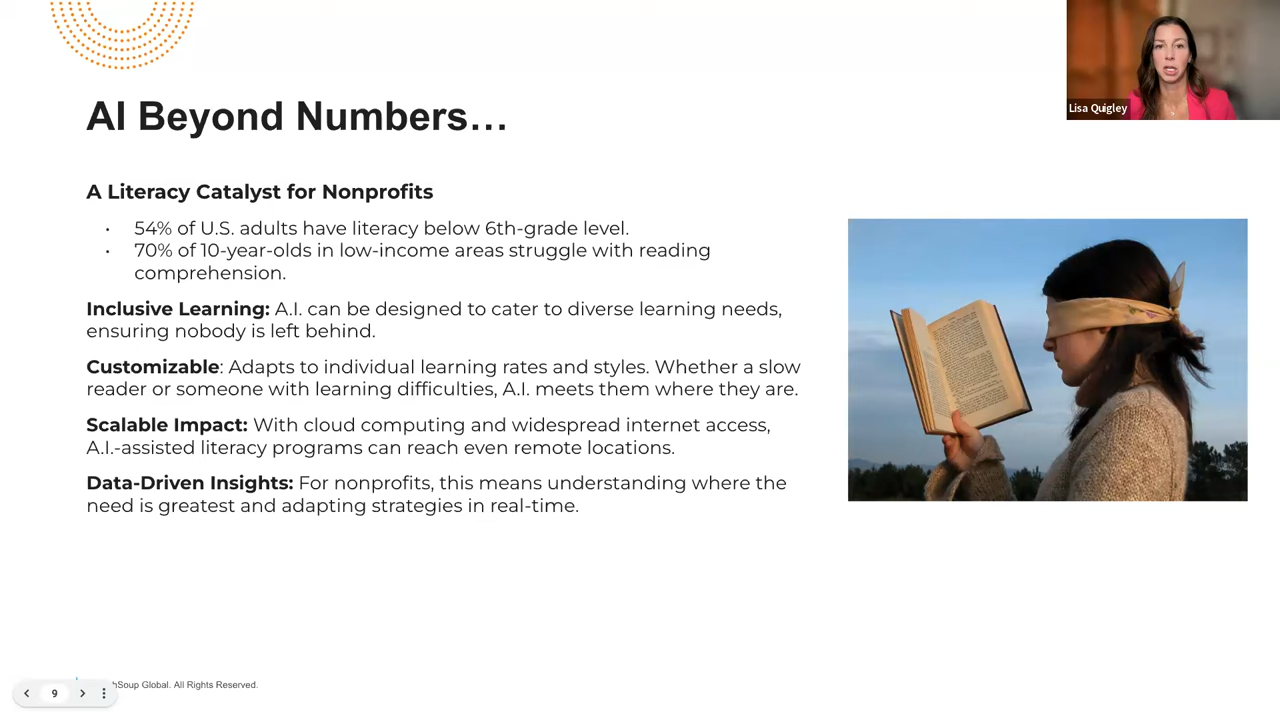 AI Beyond Numbers…
Lisa Quigley
A Literacy Catalyst for Nonprofits
• 54% of U.S. adults have literacy below 6th-grade level.
• 70% of 10-year-olds in low-income areas struggle with reading
comprehension.
Inclusive Learning: A.I. can be designed to cater to diverse learning needs,
ensuring nobody is left behind.
Customizable: Adapts to individual learning rates and styles. Whether a slow
reader or someone with learning difficulties, A.I. meets them where they are.
Scalable Impact: With cloud computing and widespread internet access,
A.I.-assisted literacy programs can reach even remote locations.
Data-Driven Insights: For nonprofits, this means understanding where the
need is greatest and adapting strategies in real-time.
9
hSoup Global. All Rights Reserved.